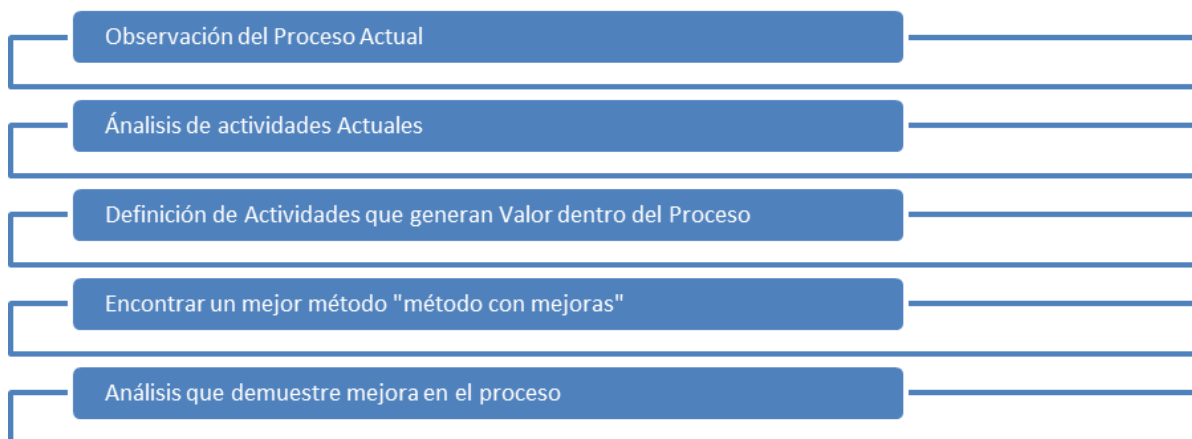 Observación del Proceso Actual
Ánalisis de actividades Actuales
Definición de Actividades que generan Valor dentro del Proceso
Encontrar un mejor método "método con mejoras"
Análisis que demuestre mejora en el proceso